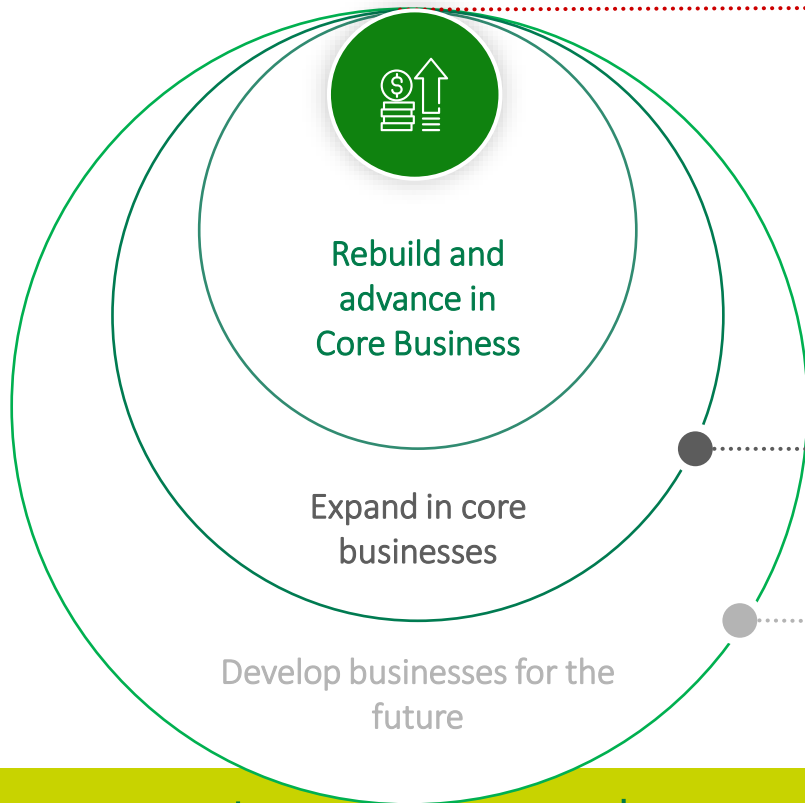 Rebuild and
advance in
Core Business
Expand in core
businesses
Develop businesses for the
future